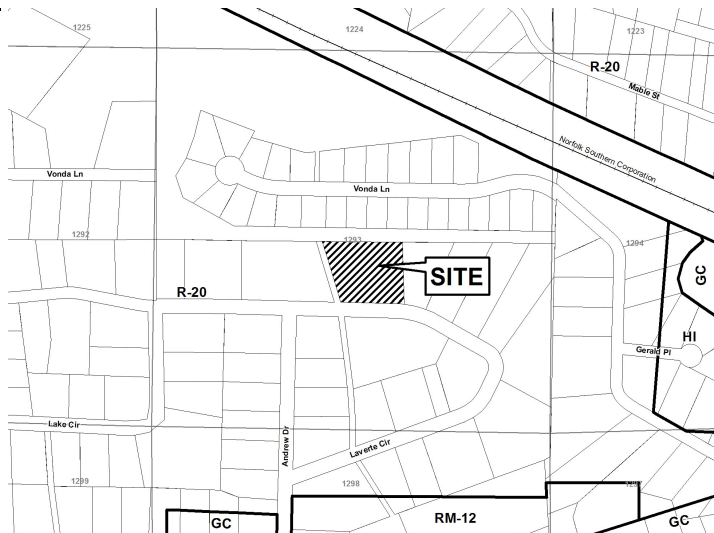 1225
1224
1223
R-20
Mable St
Norfolk Southern Corporation
Vonda Ln
Vonda Ln
1292
1293
1294
SITE
R-20
GC
HI
Gerald Pl
Lake Cir
Andrew Dr
Laverte Cir
1299
1298
GC
RM-12
GC